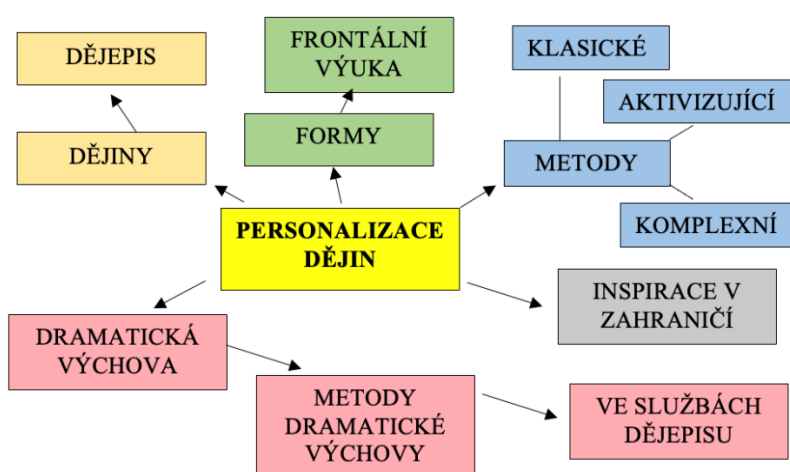 DĚJEPIS
DĚJINY
FRONTÁLNÍ
VÝUKA
FORMY
KLASICKÉ
AKTIVIZUJÍCÍ
METODY
KOMPLEXNÍ
PERSONALIZACE
DĚJIN
INSPIRACE V
ZAHRANIČÍ
DRAMATICKÁ
VÝCHOVA
METODY
DRAMATICKÉ
VÝCHOVY
VE SLUŽBÁCH
DĚJEPISU